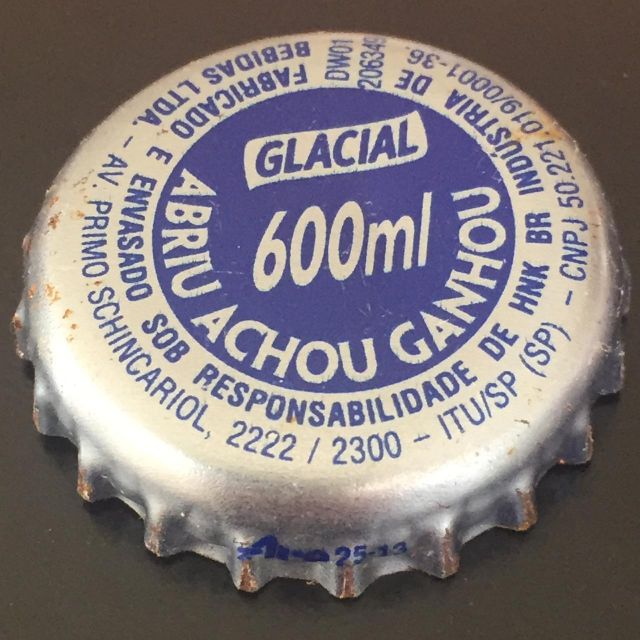 GLACIAL
600ml
ABRIU ACHOU GANHOU
FABRICADO E ENVASADO SOB RESPONSABILIDADE DE HNK BR INDÚSTRIA DE
BEBIDAS LTDA. - AV. PRIMO SCHINCARIOL, 2222 / 2300 - ITU/SP (SP) - CNPJ 50.221.019/0001-36.
DW01
206349
25-13